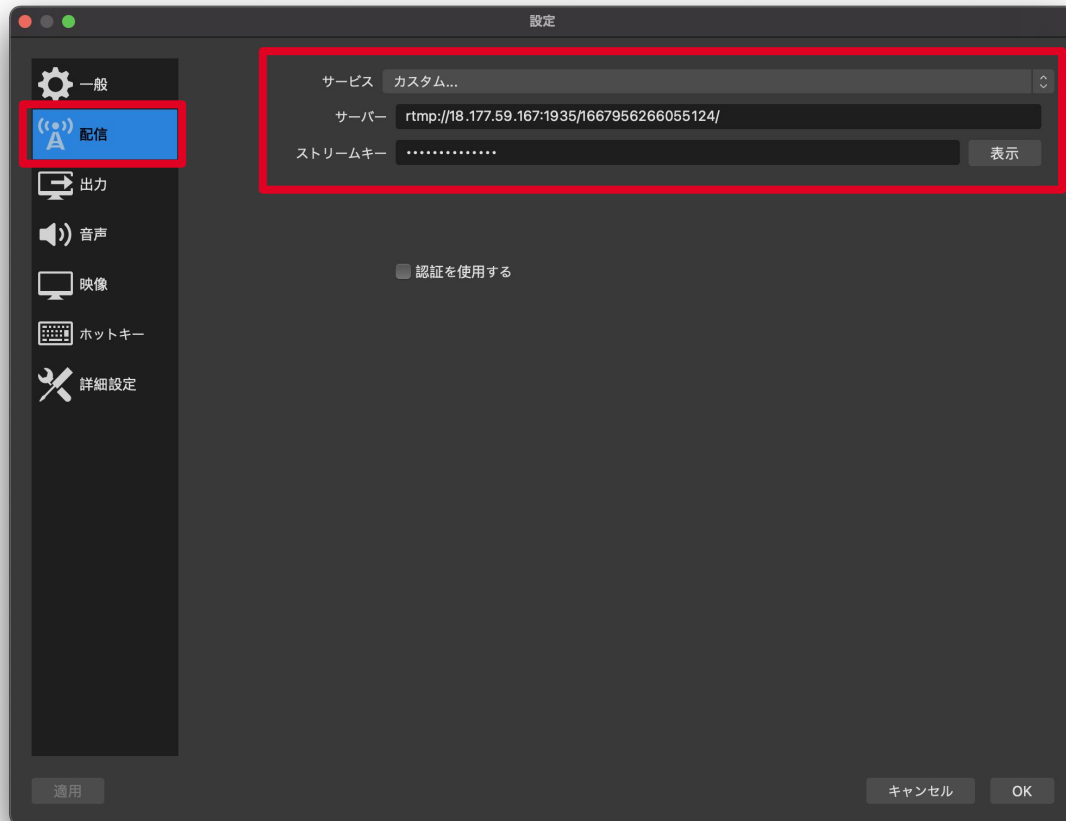 設定
一般
配信
出力
音声
映像
ホットキー
詳細設定
サービス カスタム...
サーバー rtmp://18.177.59.167:1935/1667956266055124/
ストリームキー ••••••••••••••
表示
認証を使用する
適用
キャンセル
OK